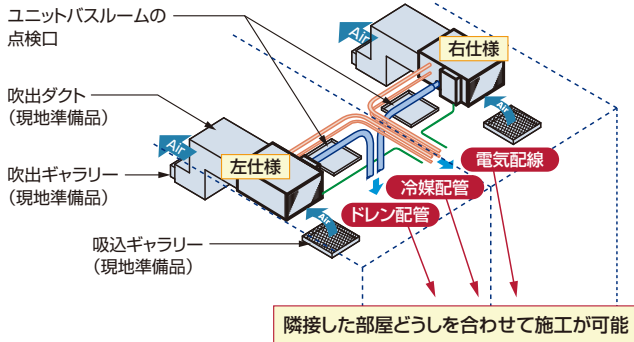 ユニットバスルームの
点検口
Air
右仕様
吹出ダクト
（現地準備品）
Air
Air
左仕様
電気配線
吹出ギャラリー
（現地準備品）
冷媒配管
ドレン配管
Air
吸込ギャラリー
（現地準備品）
隣接した部屋どうしを合わせて施工が可能